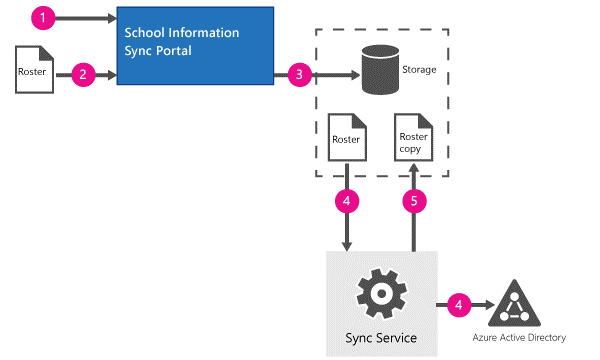 1
School Information
Sync Portal
Roster
2
3
Storage
Roster
Roster
copy
4
5
Sync Service
4
Azure Active Directory